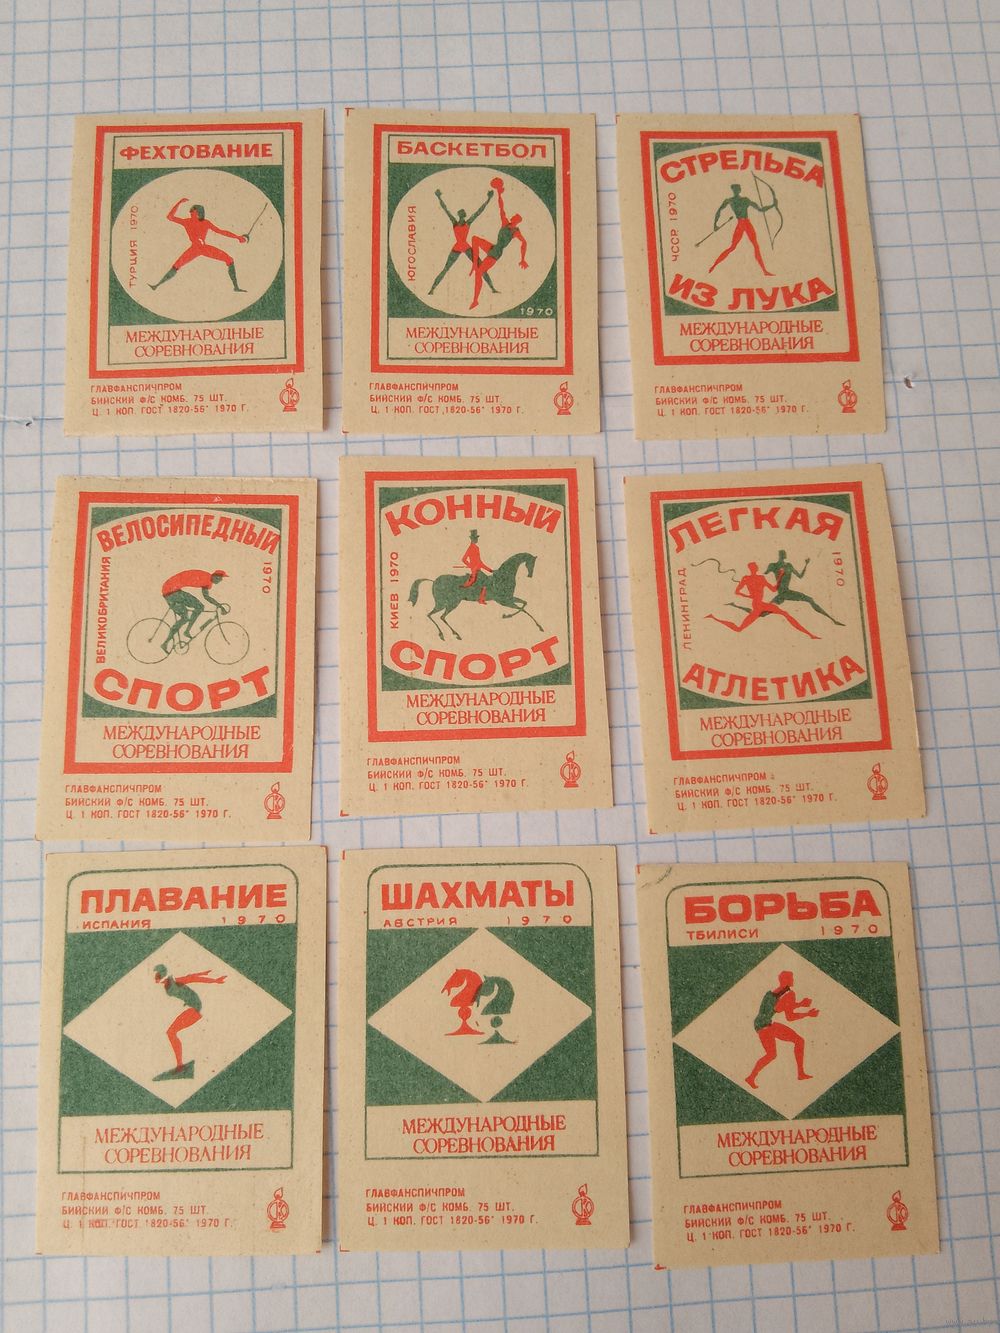 ФЕХТОВАНИЕ
ТУРЦИЯ 1970
МЕЖДУНАРОДНЫЕ
СОРЕВНОВАНИЯ
ГЛАВФАНСПИЧПРОМ
БИЙСКИЙ Ф/С КОМБ. 75 ШТ.
Ц. 1 КОП. ГОСТ 1820-56* 1970 Г.
БАСКЕТБОЛ
ЮГОСЛАВИЯ
1970
МЕЖДУНАРОДНЫЕ
СОРЕВНОВАНИЯ
ГЛАВФАНСПИЧПРОМ
БИЙСКИЙ Ф/С КОМБ. 75 ШТ.
Ц. 1 КОП. ГОСТ 1820-56* 1970 Г.
СТРЕЛЬБА
ЧССР 1970
ИЗ ЛУКА
МЕЖДУНАРОДНЫЕ
СОРЕВНОВАНИЯ
ГЛАВФАНСПИЧПРОМ
БИЙСКИЙ Ф/С КОМБ. 75 ШТ.
Ц. 1 КОП. ГОСТ 1820-56* 1970 Г.
ВЕЛОСИПЕДНЫЙ
ВЕЛИКОБРИТАНИЯ
1970
СПОРТ
МЕЖДУНАРОДНЫЕ
СОРЕВНОВАНИЯ
ГЛАВФАНСПИЧПРОМ
БИЙСКИЙ Ф/С КОМБ. 75 ШТ.
Ц. 1 КОП. ГОСТ 1820-56* 1970 Г.
КОННЫЙ
КИЕВ 1970
СПОРТ
МЕЖДУНАРОДНЫЕ
СОРЕВНОВАНИЯ
ГЛАВФАНСПИЧПРОМ
БИЙСКИЙ Ф/С КОМБ. 75 ШТ.
Ц. 1 КОП. ГОСТ 1820-56* 1970 Г.
ЛЕГКАЯ
ЛЕНИНГРАД
1970
АТЛЕТИКА
МЕЖДУНАРОДНЫЕ
СОРЕВНОВАНИЯ
ГЛАВФАНСПИЧПРОМ
БИЙСКИЙ Ф/С КОМБ. 75 ШТ.
Ц. 1 КОП. ГОСТ 1820-56* 1970 Г.
ПЛАВАНИЕ
ИСПАНИЯ 1970
МЕЖДУНАРОДНЫЕ
СОРЕВНОВАНИЯ
ГЛАВФАНСПИЧПРОМ
БИЙСКИЙ Ф/С КОМБ. 75 ШТ.
Ц. 1 КОП. ГОСТ 1820-56* 1970 Г.
ШАХМАТЫ
АВСТРИЯ 1970
МЕЖДУНАРОДНЫЕ
СОРЕВНОВАНИЯ
ГЛАВФАНСПИЧПРОМ
БИЙСКИЙ Ф/С КОМБ. 75 ШТ.
Ц. 1 КОП. ГОСТ 1820-56* 1970 Г.
БОРЬБА
ТБИЛИСИ 1970
МЕЖДУНАРОДНЫЕ
СОРЕВНОВАНИЯ
ГЛАВФАНСПИЧПРОМ
БИЙСКИЙ Ф/С КОМБ. 75 ШТ.
Ц. 1 КОП. ГОСТ 1820-56* 1970 Г.